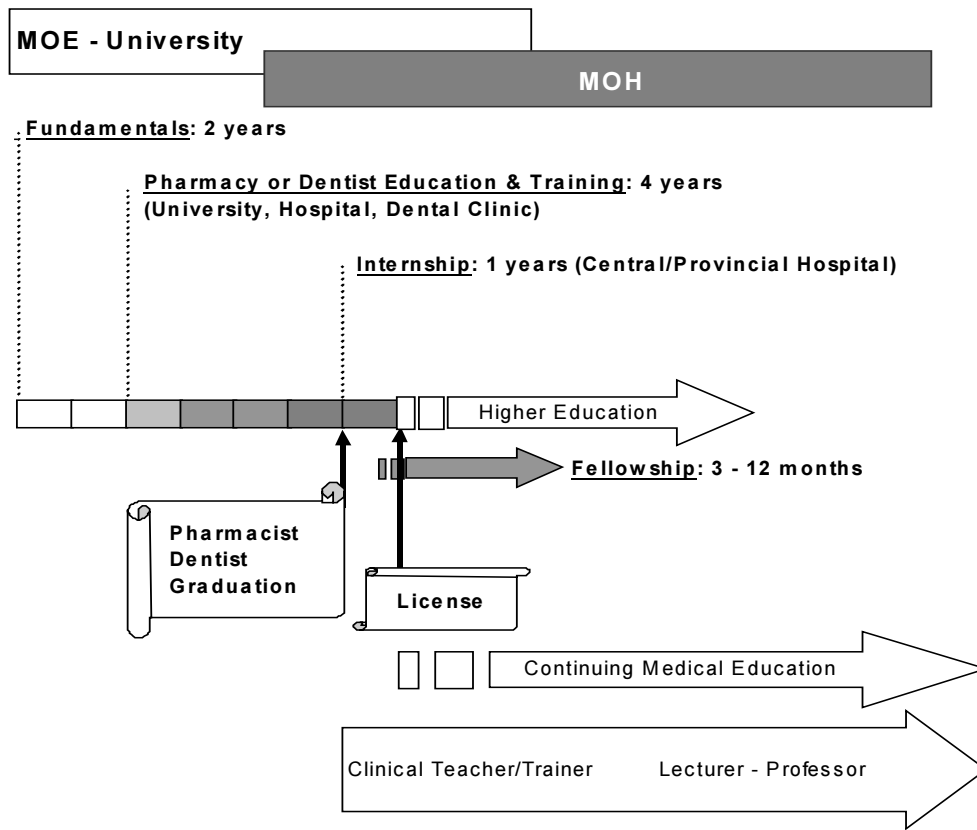 MOE - University
MOH
Fundamentals: 2 years
Pharmacy or Dentist Education & Training: 4 years
(University, Hospital, Dental Clinic)
Internship: 1 years (Central/Provincial Hospital)
Higher Education
Fellowship: 3 - 12 months
Pharmacist
Dentist
Graduation
License
Continuing Medical Education
Clinical Teacher/Trainer Lecturer - Professor